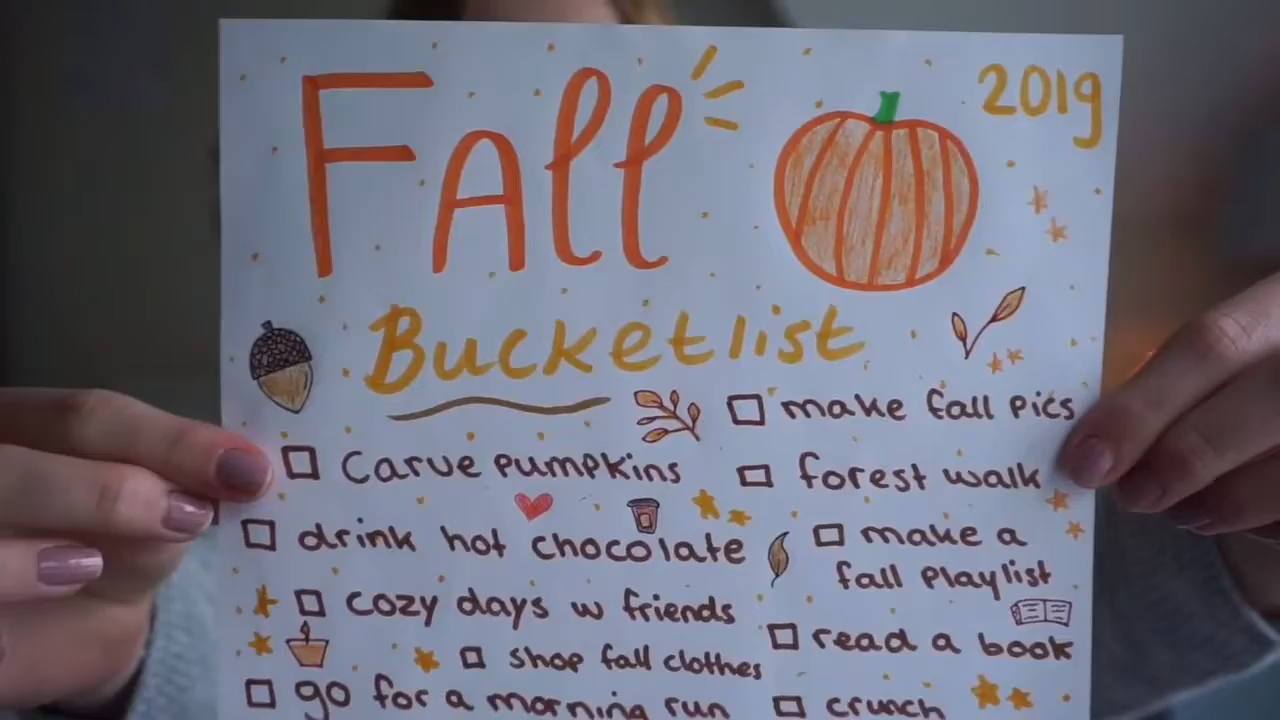 Fall
2019
Bucketlist
make fall pics
carve pumpkins
forest walk
drink hot chocolate
make a
fall playlist
cozy days w friends
read a book
shop fall clothes
go for a morning run
crunch